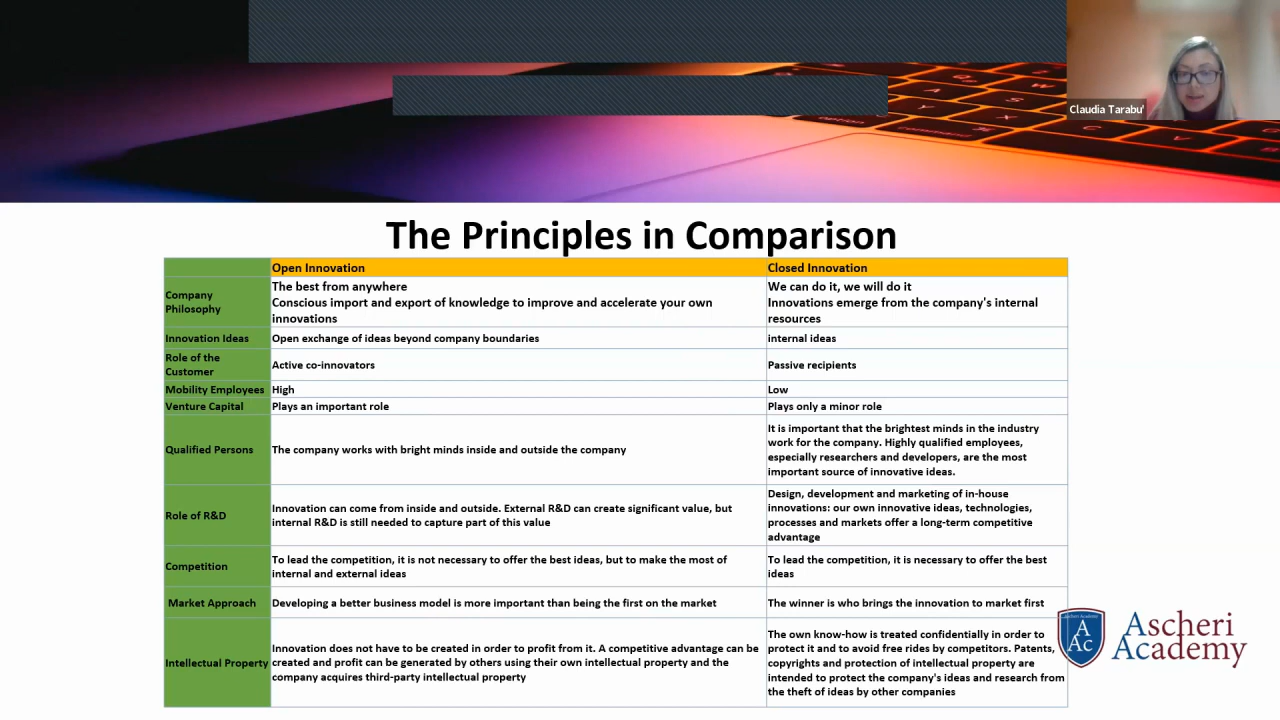 Claudia Tarabu'
The Principles in Comparison
Open Innovation
Closed Innovation
Company
Philosophy
The best from anywhere
Conscious import and export of knowledge to improve and accelerate your own
innovations
We can do it, we will do it
Innovations emerge from the company's internal
resources
Innovation Ideas
Open exchange of ideas beyond company boundaries
internal ideas
Role of the
Customer
Active co-innovators
Passive recipients
Mobility Employees
High
Low
Venture Capital
Plays an important role
Plays only a minor role
Qualified Persons
The company works with bright minds inside and outside the company
It is important that the brightest minds in the industry
work for the company. Highly qualified employees,
especially researchers and developers, are the most
important source of innovative ideas.
Role of R&D
Innovation can come from inside and outside. External R&D can create significant value, but
internal R&D is still needed to capture part of this value
Design, development and marketing of in-house
innovations: our own innovative ideas, technologies,
processes and markets offer a long-term competitive
advantage
Competition
To lead the competition, it is not necessary to offer the best ideas, but to make the most of
internal and external ideas
To lead the competition, it is necessary to offer the best
ideas
Market Approach
Developing a better business model is more important than being the first on the market
The winner is who brings the innovation to market first
Intellectual Property
Innovation does not have to be created in order to profit from it. A competitive advantage can be
created and profit can be generated by others using their own intellectual property and the
company acquires third-party intellectual property
The own know-how is treated confidentially in order to
protect it and to avoid free rides by competitors. Patents,
copyrights and protection of intellectual property are
intended to protect the company's ideas and research from
the theft of ideas by other companies
A
Ac
Ascheri
Academy
option
command